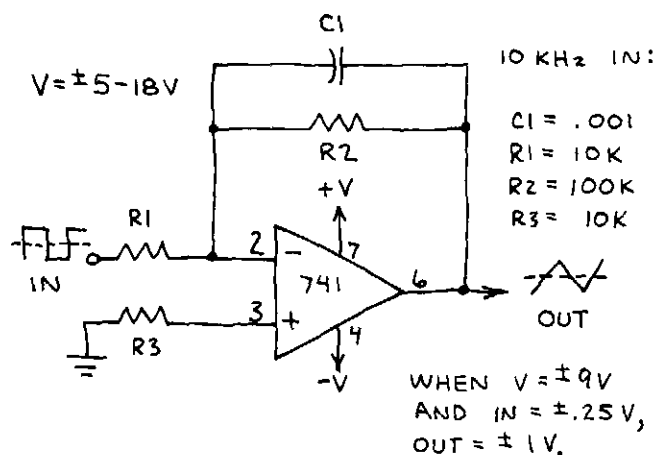 C1
10 KHz IN:
V = ±5-18V
C1 = .001
R1 = 10K
R2 = 100K
R3 = 10K
R2
+V
R1
2
-
7
741
6
IN
3
+
4
R3
-V
OUT
WHEN V = ±9V
AND IN = ±.25V,
OUT = ±1V.